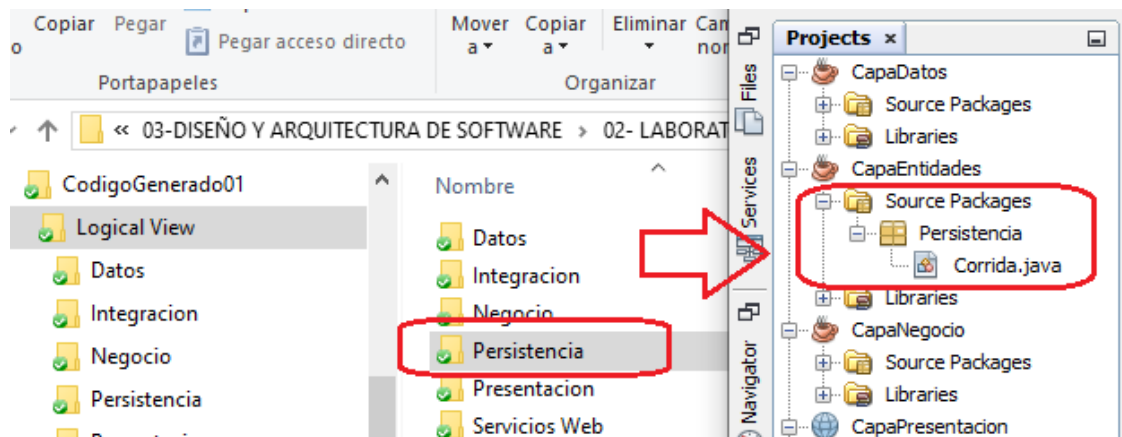 Copiar Pegar
Pegar acceso directo
Mover Copiar Eliminar
a a
Portapapeles
Organizar
« 03-DISEÑO Y ARQUITECTURA DE SOFTWARE > 02- LABORAT
CodigoGenerado01
Logical View
Datos
Integracion
Negocio
Persistencia
Nombre
Datos
Integracion
Negocio
Persistencia
Presentacion
Servicios Web
Files
Services
Navigator
Projects ×
CapaDatos
Source Packages
Libraries
CapaEntidades
Source Packages
Persistencia
Corrida.java
Libraries
CapaNegocio
Source Packages
Libraries
CapaPresentacion